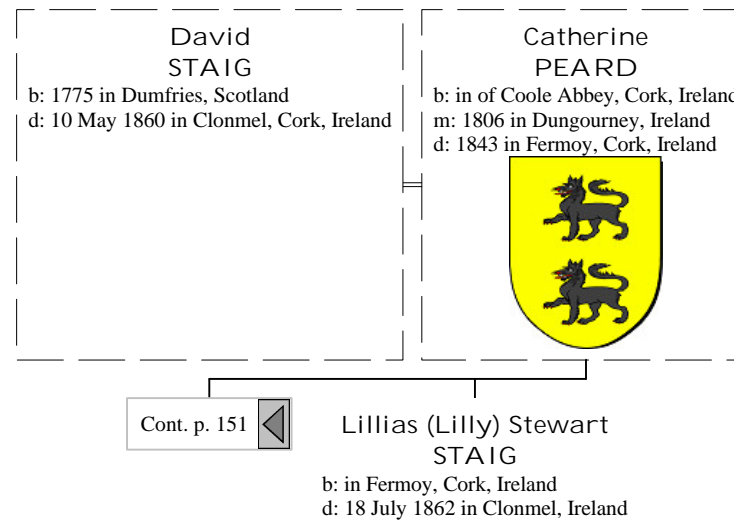 David
STAIG
b: 1775 in Dumfries, Scotland
d: 10 May 1860 in Clonmel, Cork, Ireland
Catherine
PEARD
b: in of Coole Abbey, Cork, Ireland
m: 1806 in Dungourney, Ireland
d: 1843 in Fermoy, Cork, Ireland
Cont. p. 151
Lillias (Lilly) Stewart
STAIG
b: in Fermoy, Cork, Ireland
d: 18 July 1862 in Clonmel, Ireland